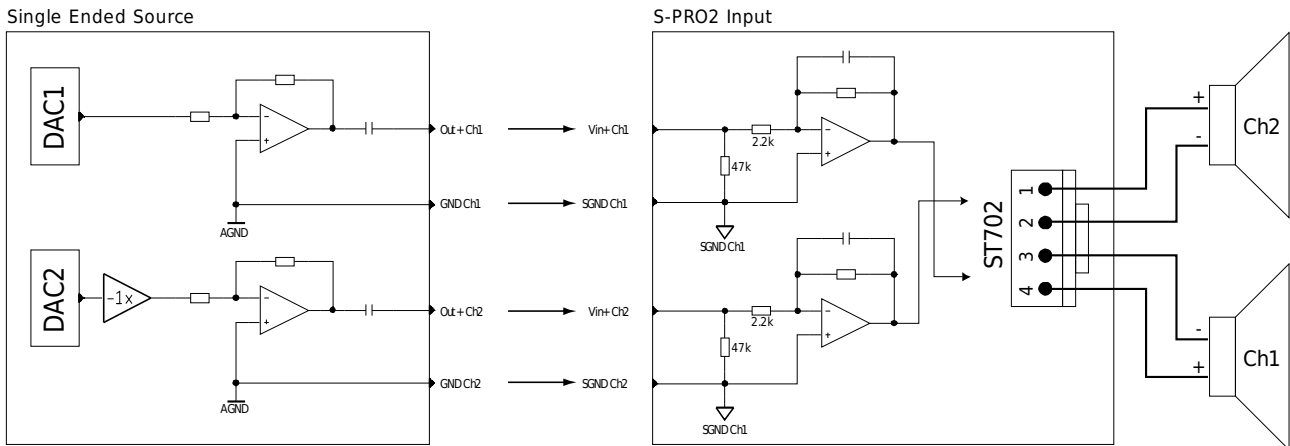 Single Ended Source
S-PRO2 Input
DAC1
−
+
Out+ Ch1
Vin+ Ch1
2.2k
47k
−
+
GND Ch1
SGND Ch1
AGND
SGND Ch1
DAC2
−1x
−
+
Out+ Ch2
Vin+ Ch2
2.2k
47k
−
+
GND Ch2
SGND Ch2
AGND
SGND Ch1
ST702
1
2
3
4
+
-
Ch2
-
+
Ch1